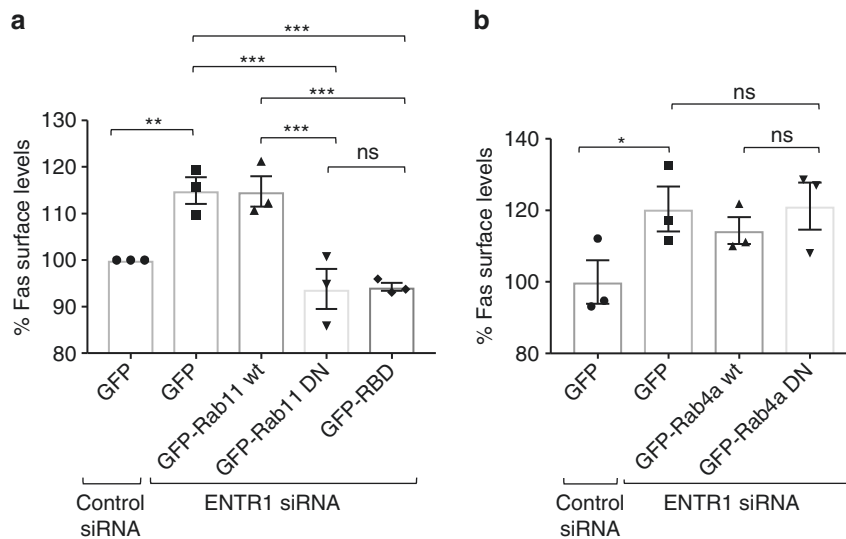 a
***
***
***
**
***
ns
% Fas surface levels
130
120
110
100
90
80
GFP
GFP
GFP-Rab11 wt
GFP-Rab11 DN
GFP-RBD
Control
siRNA
ENTR1 siRNA
b
ns
*
ns
% Fas surface levels
140
120
100
80
GFP
GFP
GFP-Rab4a wt
GFP-Rab4a DN
Control
siRNA
ENTR1 siRNA